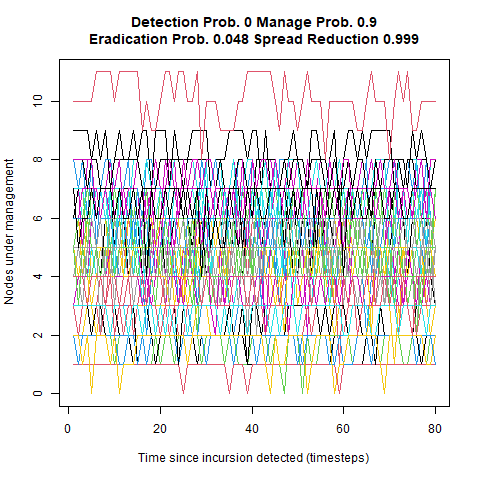 Detection Prob. 0 Manage Prob. 0.9
Eradication Prob. 0.048 Spread Reduction 0.999
Nodes under management
10
8
6
4
2
0
0 20 40 60 80
Time since incursion detected (timesteps)